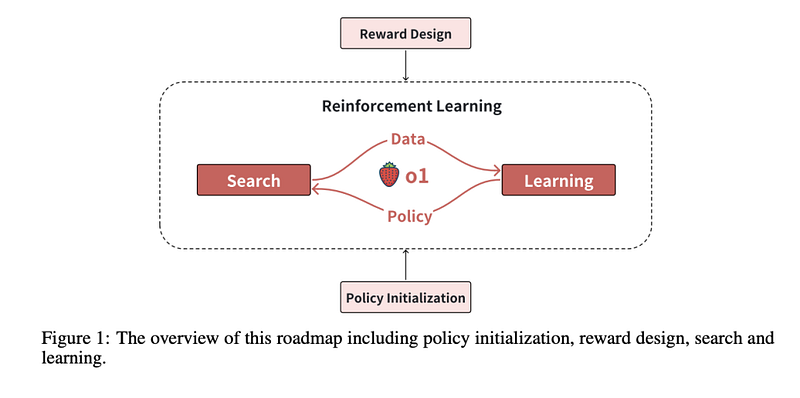 Reward Design
Reinforcement Learning
Data
Search
o1
Learning
Policy
Policy Initialization
Figure 1: The overview of this roadmap including policy initialization, reward design, search and
learning.